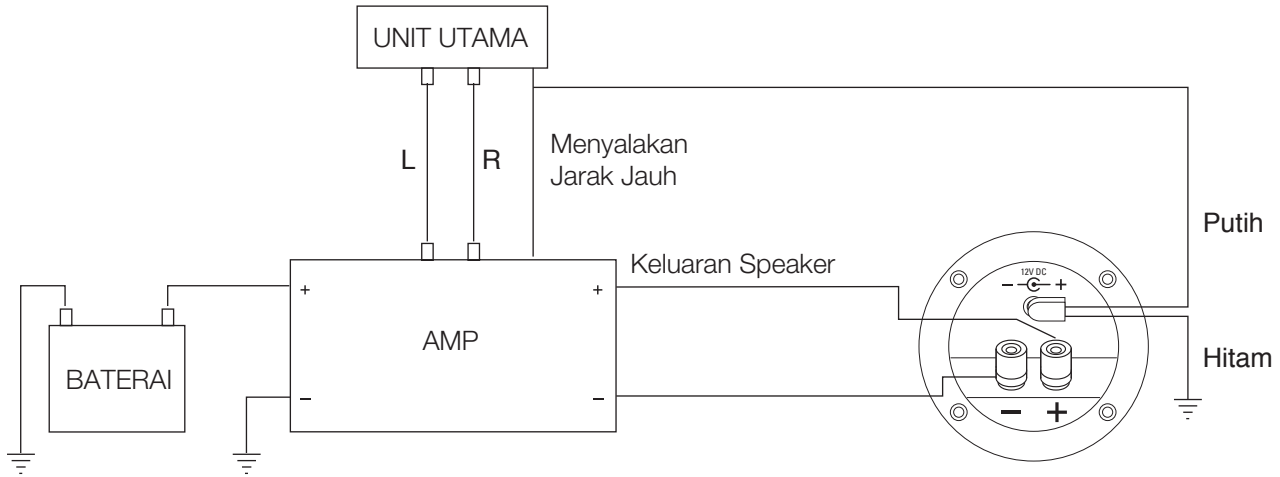 UNIT UTAMA
L
R
Menyalakan
Jarak Jauh
Putih
Keluaran Speaker
12V DC
– +
+
+
AMP
BATERAI
Hitam
–
–
– +